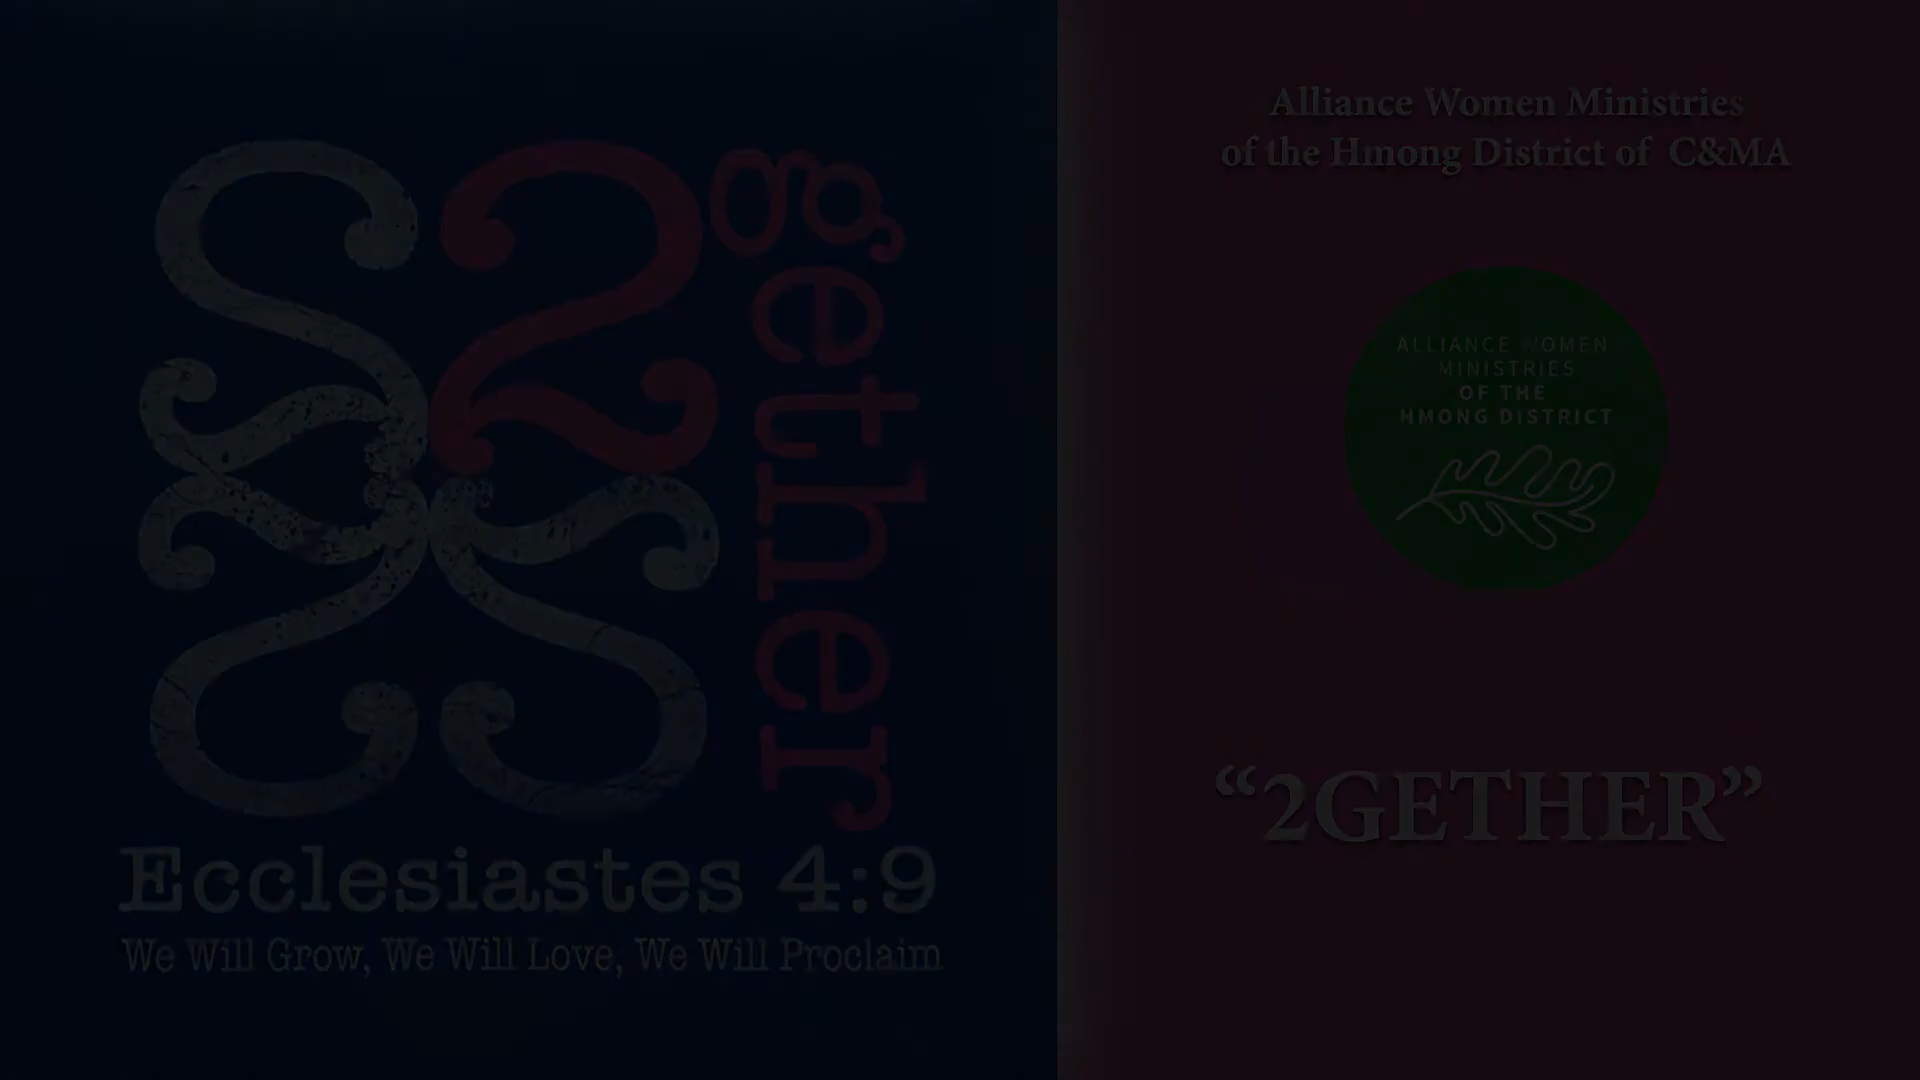 2gether
Ecclesiastes 4:9
We Will Grow, We Will Love, We Will Proclaim
Alliance Women Ministries
of the Hmong District of C&MA
ALLIANCE WOMEN
MINISTRIES
OF THE
HMONG DISTRICT
“2GETHER”